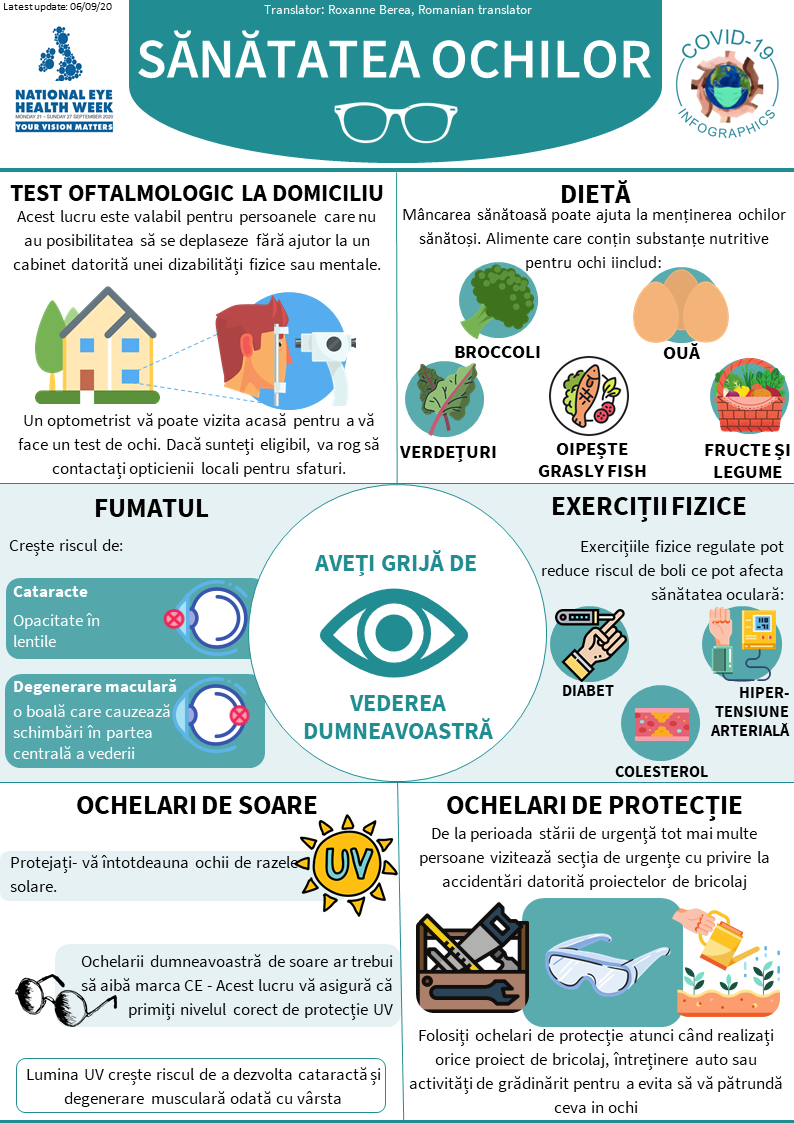 Latest update: 06/09/20
Translator: Roxanne Berea, Romanian translator
SĂNĂTATEA OCHILOR
NATIONAL EYE
HEALTH WEEK
MONDAY 21 - SUNDAY 27 SEPTEMBER 2020
YOUR VISION MATTERS
COVID-19
INFOGRAPHICS
TEST OFTALMOLOGIC LA DOMICILIU
Acest lucru este valabil pentru persoanele care nu
au posibilitatea să se deplaseze fără ajutor la un
cabinet datorită unei dizabilități fizice sau mentale.
Un optometrist vă poate vizita acasă pentru a vă
face un test de ochi. Dacă sunteți eligibil, va rog să
contactați opticienii locali pentru sfaturi.
DIETĂ
Mâncarea sănătoasă poate ajuta la menținerea ochilor
sănătoși. Alimente care conțin substanțe nutritive
pentru ochi iinclud:
BROCCOLI
OUĂ
VERDEȚURI
OIPEȘTE
GRASLY FISH
FRUCTE ȘI
LEGUME
FUMATUL
Crește riscul de:
Cataracte
Opacitate în
lentile
Degenerare maculară
o boală care cauzează
schimbări în partea
centrală a vederii
AVEȚI GRIJĂ DE
VEDEREA
DUMNEAVOASTRĂ
EXERCIȚII FIZICE
Exercițiile fizice regulate pot
reduce riscul de boli ce pot afecta
sănătatea oculară:
DIABET
HIPER-
TENSIUNE
ARTERIALĂ
COLESTEROL
OCHELARI DE SOARE
Protejați- vă întotdeauna ochii de razele
solare.
UV
Ochelarii dumneavoastră de soare ar trebui
să aibă marca CE - Acest lucru vă asigură că
primiți nivelul corect de protecție UV
Lumina UV crește riscul de a dezvolta cataractă și
degenerare musculară odată cu vârsta
OCHELARI DE PROTECȚIE
De la perioada stării de urgență tot mai multe
persoane vizitează secția de urgențe cu privire la
accidentări datorită proiectelor de bricolaj
Folosiți ochelari de protecție atunci când realizați
orice proiect de bricolaj, întreținere auto sau
activități de grădinărit pentru a evita să vă pătrundă
ceva in ochi